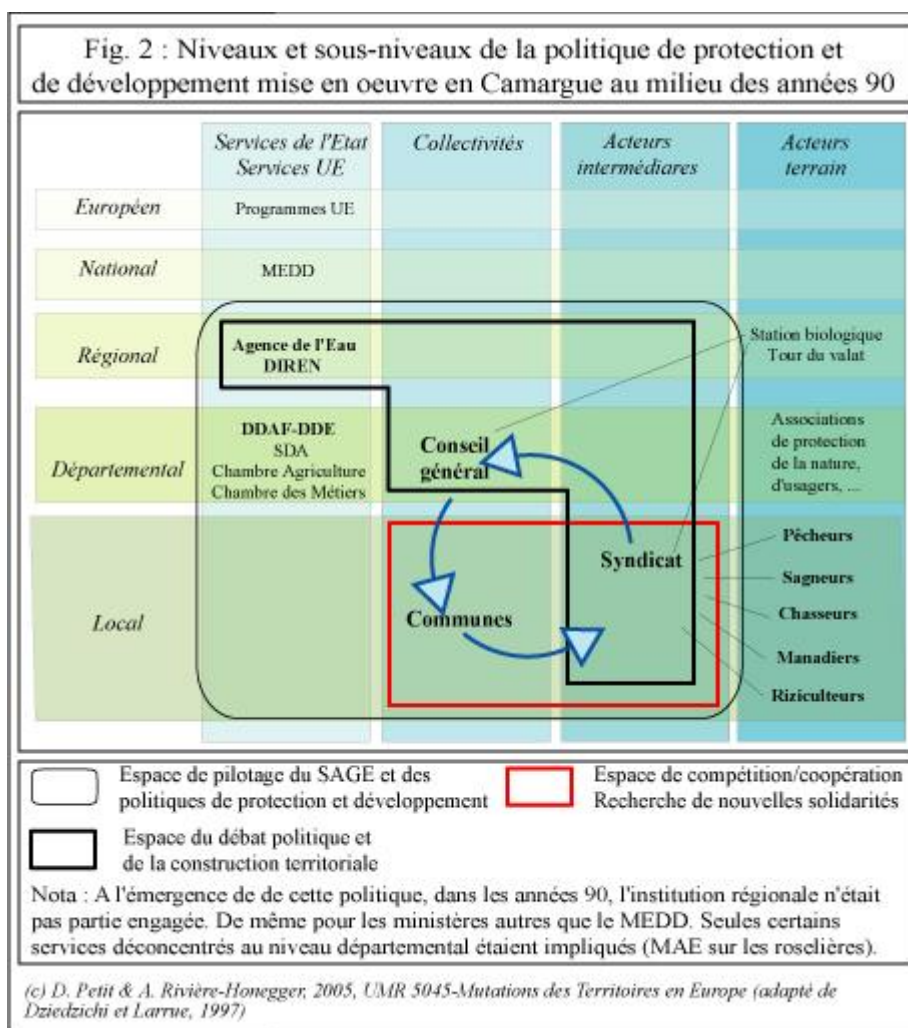 Fig. 2 : Niveaux et sous-niveaux de la politique de protection et
de développement mise en oeuvre en Camargue au milieu des années 90
Services de l'Etat
Services UE
Collectivités
Acteurs
intermédiares
Acteurs
terrain
Européen
Programmes UE
National
MEDD
Régional
Agence de l'Eau
DIREN
Station biologique
Tour du valat
Départemental
DDAF-DDE
SDA
Chambre Agriculture
Chambre des Métiers
Conseil
général
Associations
de protection
de la nature,
d'usagers, ...
Local
Communes
Syndicat
Pêcheurs
Sagneurs
Chasseurs
Manadiers
Riziculteurs
Espace de pilotage du SAGE et des
politiques de protection et développement
Espace de compétition/coopération
Recherche de nouvelles solidarités
Espace du débat politique et
de la construction territoriale
Nota : A l'émergence de de cette politique, dans les années 90, l'institution régionale n'était
pas partie engagée. De même pour les ministères autres que le MEDD. Seules certains
services déconcentrés au niveau départemental étaient impliqués (MAE sur les roselières).
(c) D. Petit & A. Rivière-Honegger, 2005, UMR 5045-Mutations des Territoires en Europe (adapté de
Dziedzichi et Larrue, 1997)